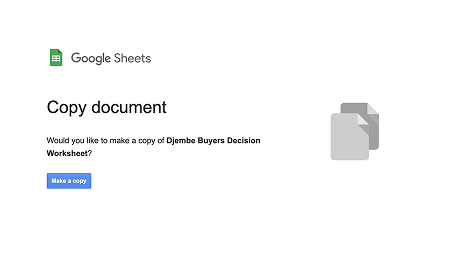 Google Sheets
Copy document
Would you like to make a copy of Djembe Buyers Decision
Worksheet?
Make a copy